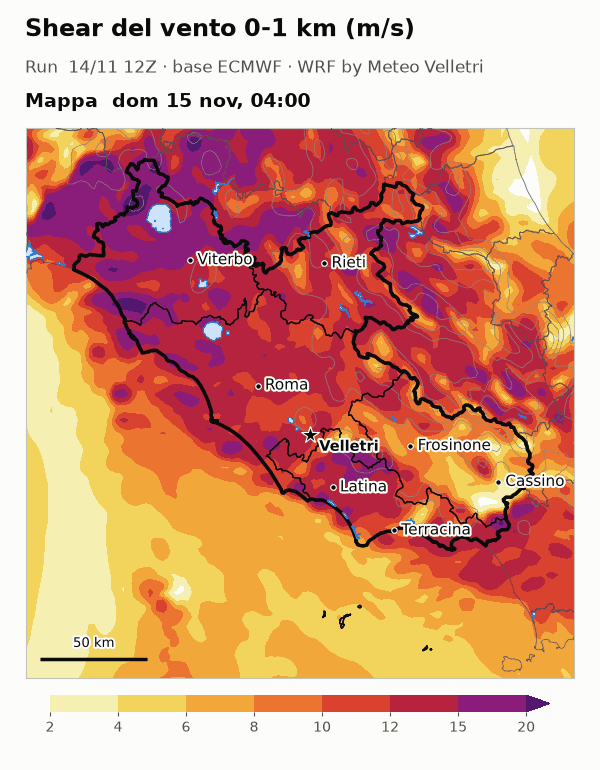 Shear del vento 0-1 km (m/s)
Run  14/11 12Z · base ECMWF · WRF by Meteo Velletri
Mappa  dom 15 nov, 04:00
Viterbo
Rieti
Roma
Velletri
Frosinone
Latina
Cassino
Terracina
50 km
2 4 6 8 10 12 15 20